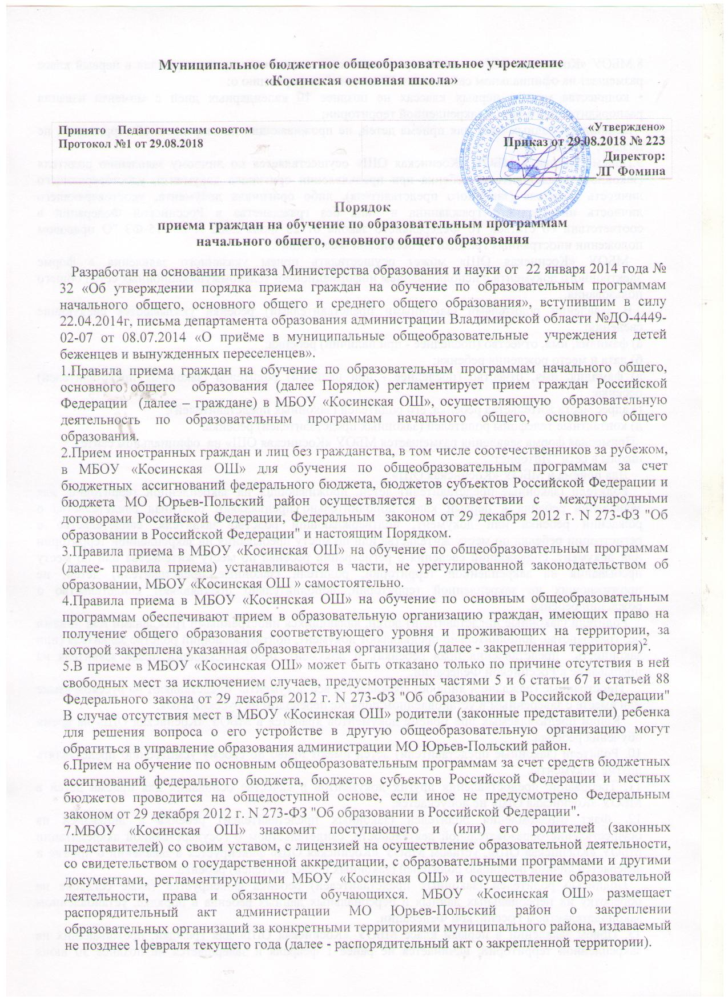 Муниципальное бюджетное общеобразовательное учреждение
«Косинская основная школа»
Принято Педагогическим советом
Протокол №1 от 29.08.2018
«Утверждено»
Приказ от 29.08.2018 № 223
Директор:
ЛГ Фомина
Порядок
приема граждан на обучение по образовательным программам
начального общего, основного общего образования
Разработан на основании приказа Министерства образования и науки от 22 января 2014 года №
32 «Об утверждении порядка приема граждан на обучение по образовательным программам
начального общего, основного общего и среднего общего образования», вступившим в силу
22.04.2014г, письма департамента образования администрации Владимирской области №ДО-4449-
02-07 от 08.07.2014 «О приёме в муниципальные общеобразовательные учреждения детей
беженцев и вынужденных переселенцев».
1.Правила приема граждан на обучение по образовательным программам начального общего,
основного общего образования (далее Порядок) регламентирует прием граждан Российской
Федерации (далее – граждане) в МБОУ «Косинская ОШ», осуществляющую образовательную
деятельность по образовательным программам начального общего, основного общего
образования.
2.Прием иностранных граждан и лиц без гражданства, в том числе соотечественников за рубежом,
в МБОУ «Косинская ОШ» для обучения по общеобразовательным программам за счет
бюджетных ассигнований федерального бюджета, бюджетов субъектов Российской Федерации и
бюджета МО Юрьев-Польский район осуществляется в соответствии с международными
договорами Российской Федерации, Федеральным законом от 29 декабря 2012 г. N 273-ФЗ "Об
образовании в Российской Федерации" и настоящим Порядком.
3.Правила приема в МБОУ «Косинская ОШ» на обучение по общеобразовательным программам
(далее- правила приема) устанавливаются в части, не урегулированной законодательством об
образовании, МБОУ «Косинская ОШ » самостоятельно.
4.Правила приема в МБОУ «Косинская ОШ» на обучение по основным общеобразовательным
программам обеспечивают прием в образовательную организацию граждан, имеющих право на
получение общего образования соответствующего уровня и проживающих на территории, за
которой закреплена указанная образовательная организация (далее - закрепленная территория)².
5.В приеме в МБОУ «Косинская ОШ» может быть отказано только по причине отсутствия в ней
свободных мест за исключением случаев, предусмотренных частями 5 и 6 статьи 67 и статьей 88
Федерального закона от 29 декабря 2012 г. N 273-ФЗ "Об образовании в Российской Федерации"
В случае отсутствия мест в МБОУ «Косинская ОШ» родители (законные представители) ребенка
для решения вопроса о его устройстве в другую общеобразовательную организацию могут
обратиться в управление образования администрации МО Юрьев-Польский район.
6.Прием на обучение по основным общеобразовательным программам за счет средств бюджетных
ассигнований федерального бюджета, бюджетов субъектов Российской Федерации и местных
бюджетов проводится на общедоступной основе, если иное не предусмотрено Федеральным
законом от 29 декабря 2012 г. N 273-ФЗ "Об образовании в Российской Федерации".
7.МБОУ «Косинская ОШ» знакомит поступающего и (или) его родителей (законных
представителей) со своим уставом, с лицензией на осуществление образовательной деятельности,
со свидетельством о государственной аккредитации, с образовательными программами и другими
документами, регламентирующими МБОУ «Косинская ОШ» и осуществление образовательной
деятельности, права и обязанности обучающихся. МБОУ «Косинская ОШ» размещает
распорядительный акт администрации МО Юрьев-Польский район о закреплении
образовательных организаций за конкретными территориями муниципального района, издаваемый
не позднее 1февраля текущего года (далее - распорядительный акт о закрепленной территории).